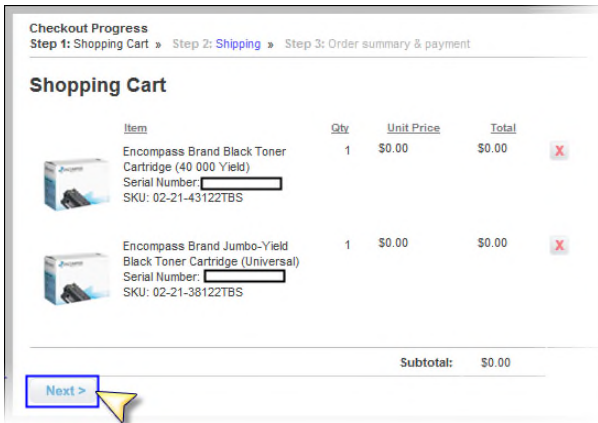 Checkout Progress
Step 1: Shopping Cart » Step 2: Shipping » Step 3: Order summary & payment
Shopping Cart
Item Qty Unit Price Total
Encompass Brand Black Toner 1 $0.00 $0.00 X
Cartridge (40 000 Yield)
Serial Number:
SKU: 02-21-43122TBS
Encompass Brand Jumbo-Yield 1 $0.00 $0.00 X
Black Toner Cartridge (Universal)
Serial Number:
SKU: 02-21-38122TBS
Subtotal: $0.00
Next >